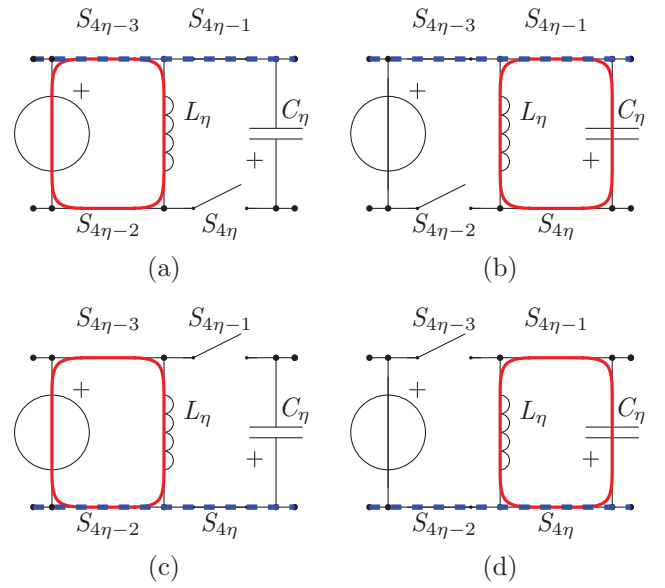 S_{4η−3} S_{4η−1}
+ L_η C_η
+
S_{4η−2} S_{4η}
(a)
S_{4η−3} S_{4η−1}
+ L_η C_η
+
S_{4η−2} S_{4η}
(b)
S_{4η−3} S_{4η−1}
+ L_η C_η
+
S_{4η−2} S_{4η}
(c)
S_{4η−3} S_{4η−1}
+ L_η C_η
+
S_{4η−2} S_{4η}
(d)